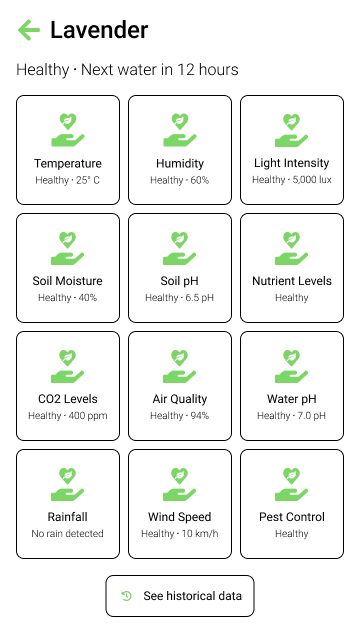 Lavender
Healthy · Next water in 12 hours
Temperature
Healthy · 25° C
Humidity
Healthy · 60%
Light Intensity
Healthy · 5,000 lux
Soil Moisture
Healthy · 40%
Soil pH
Healthy · 6.5 pH
Nutrient Levels
Healthy
CO2 Levels
Healthy · 400 ppm
Air Quality
Healthy · 94%
Water pH
Healthy · 7.0 pH
Rainfall
No rain detected
Wind Speed
Healthy · 10 km/h
Pest Control
Healthy
See historical data